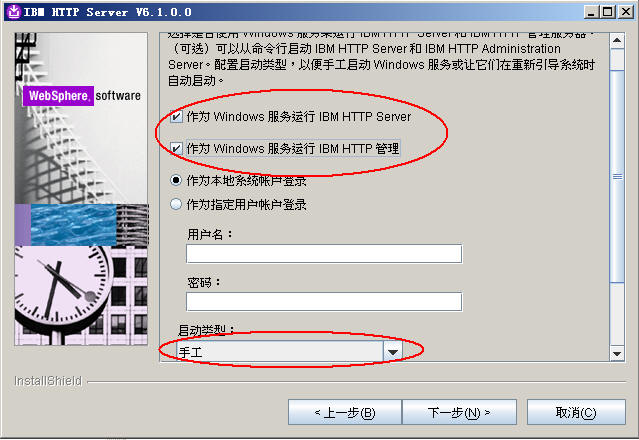 IBM HTTP Server V6.1.0.0
选择是否使用 Windows 服务来运行 IBM HTTP Server 和 IBM HTTP 管理服务器。
（可选）可以从命令行启动 IBM HTTP Server 和 IBM HTTP Administration
Server。配置启动类型，以便手工启动 Windows 服务或让它们在重新引导系统时
自动启动。
WebSphere. software
作为 Windows 服务运行 IBM HTTP Server
作为 Windows 服务运行 IBM HTTP 管理
作为本地系统帐户登录
作为指定用户帐户登录
用户名：
密码：
启动类型：
手工
InstallShield
< 上一步(B)
下一步(N) >
取消(C)